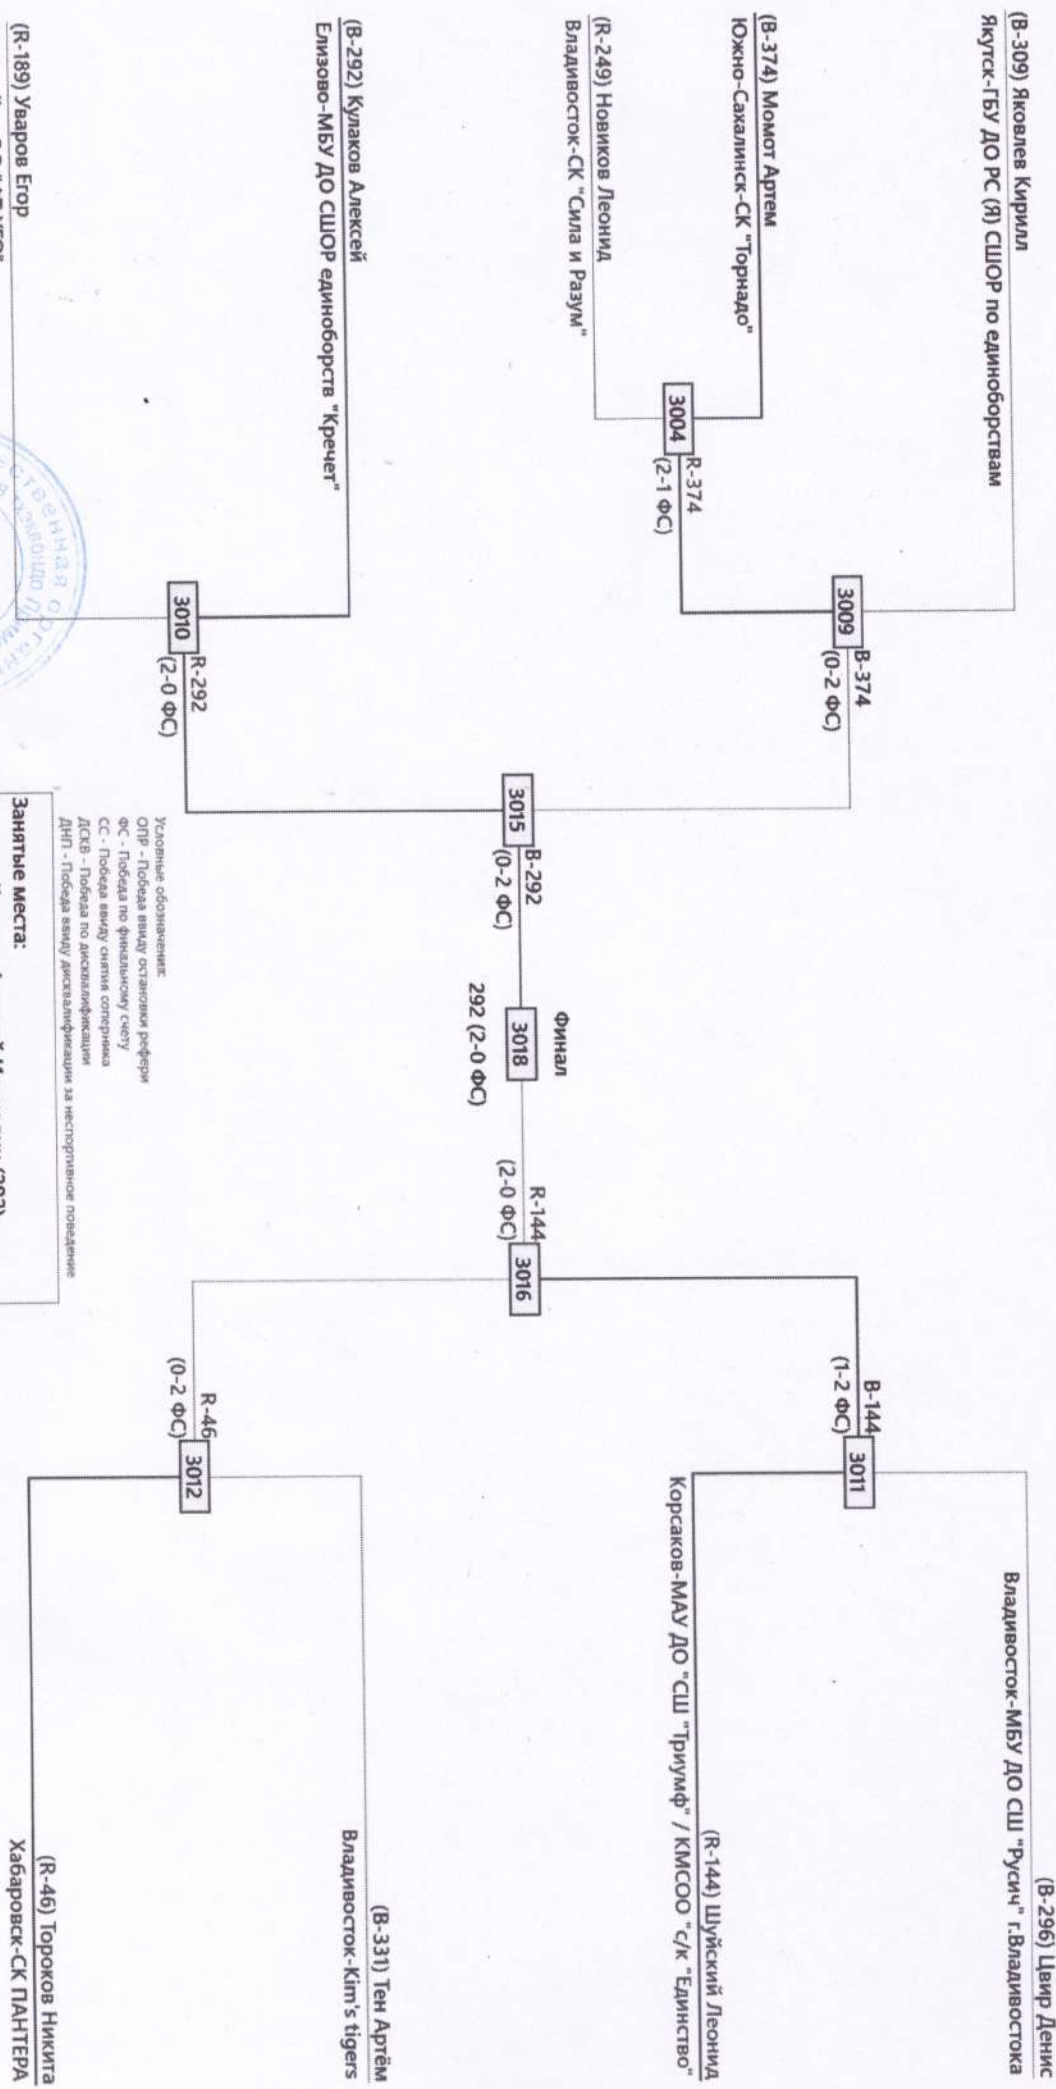 (B-309) Яковлев Кирилл
Якутск-ГБУ ДО РС (Я) СШОР по единоборствам
(B-374) Момот Артем
Южно-Сахалинск-СК "Торнадо"
(R-249) Новиков Леонид
Владивосток-СК "Сила и Разум"
(B-292) Кулаков Алексей
Елизово-МБУ ДО СШОР единоборств "Кречет"
(R-189) Уваров Егор
3004
R-374
(2-1 ФС)
3009
B-374
(0-2 ФС)
3010
R-292
(2-0 ФС)
3015
B-292
(0-2 ФС)
Финал
3018
292 (2-0 ФС)
R-144
(2-0 ФС)
3016
B-144
(1-2 ФС)
3011
R-46
(0-2 ФС)
3012
(B-296) Цвир Денис
Владивосток-МБУ ДО СШ "Русич" г.Владивостока
(R-144) Шуйский Леонид
Корсаков-МАУ ДО "СШ "Триумф" / КМСОО "с/к "Единство"
(B-331) Тен Артём
Владивосток-Kim's tigers
(R-46) Тороков Никита
Хабаровск-СК ПАНТЕРА
Условные обозначения:
ОПР - Победа ввиду остановки рефери
ФС - Победа по финальному счету
СС - Победа ввиду снятия соперника
ДСКВ - Победа по дисквалификации
ДНП - Победа ввиду дисквалификации за неспортивное поведение
Занятые места: